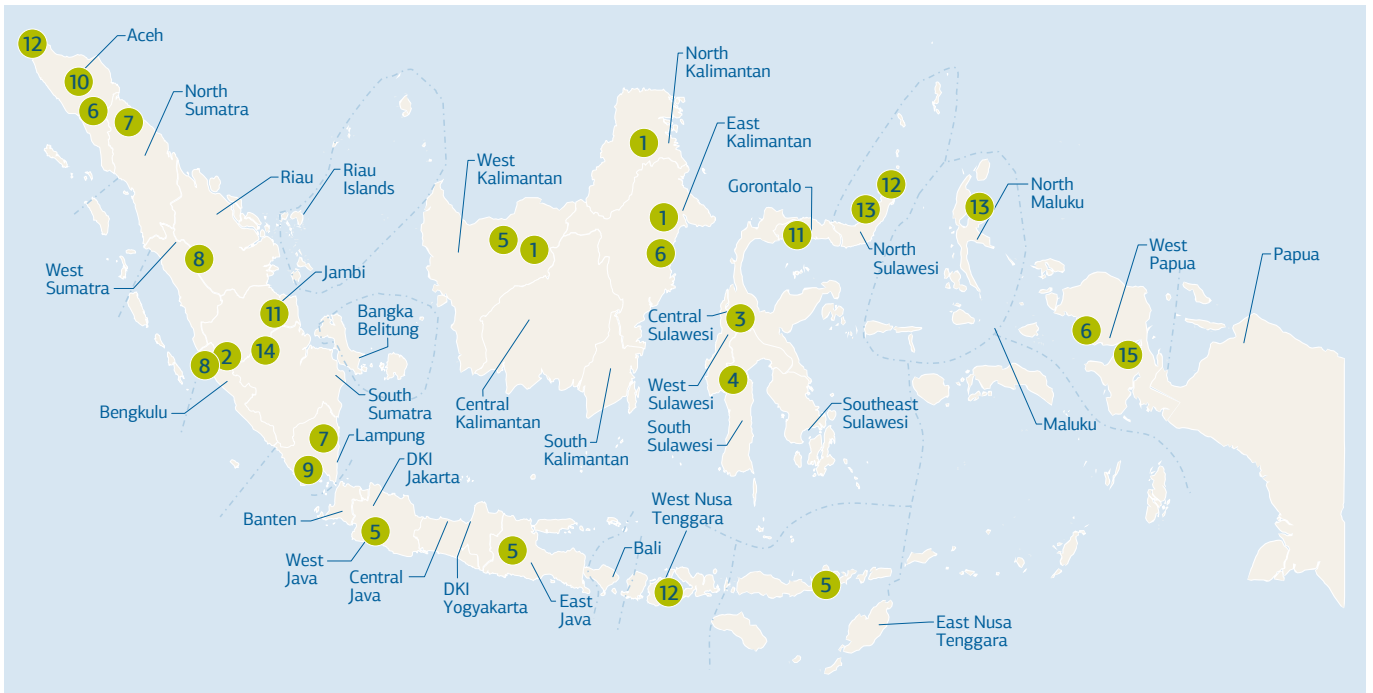 12
Aceh
10
6
7
North
Sumatra
Riau
Riau
Islands
West
Sumatra
8
Jambi
11
Bangka
Belitung
14
2
8
Bengkulu
South
Sumatra
7
Lampung
9
DKI
Jakarta
Banten
5
West
Java
Central
Java
DKI
Yogyakarta
5
East
Java
Bali
West Nusa
Tenggara
12
5
East Nusa
Tenggara
North
Kalimantan
1
East
Kalimantan
West
Kalimantan
5
1
1
6
Central
Kalimantan
South
Kalimantan
Gorontalo
11
13
12
North
Sulawesi
Central
Sulawesi
3
West
Sulawesi
4
South
Sulawesi
Southeast
Sulawesi
13
North
Maluku
Maluku
West
Papua
6
15
Papua